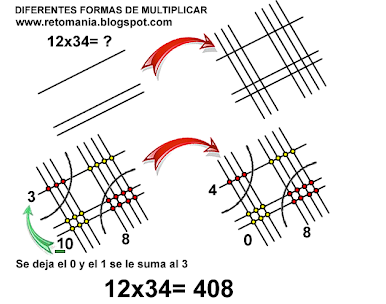 DIFERENTES FORMAS DE MULTIPLICAR
www.retomania.blogspot.com
12x34= ?
3
10
8
4
0
8
Se deja el 0 y el 1 se le suma al 3
12x34= 408